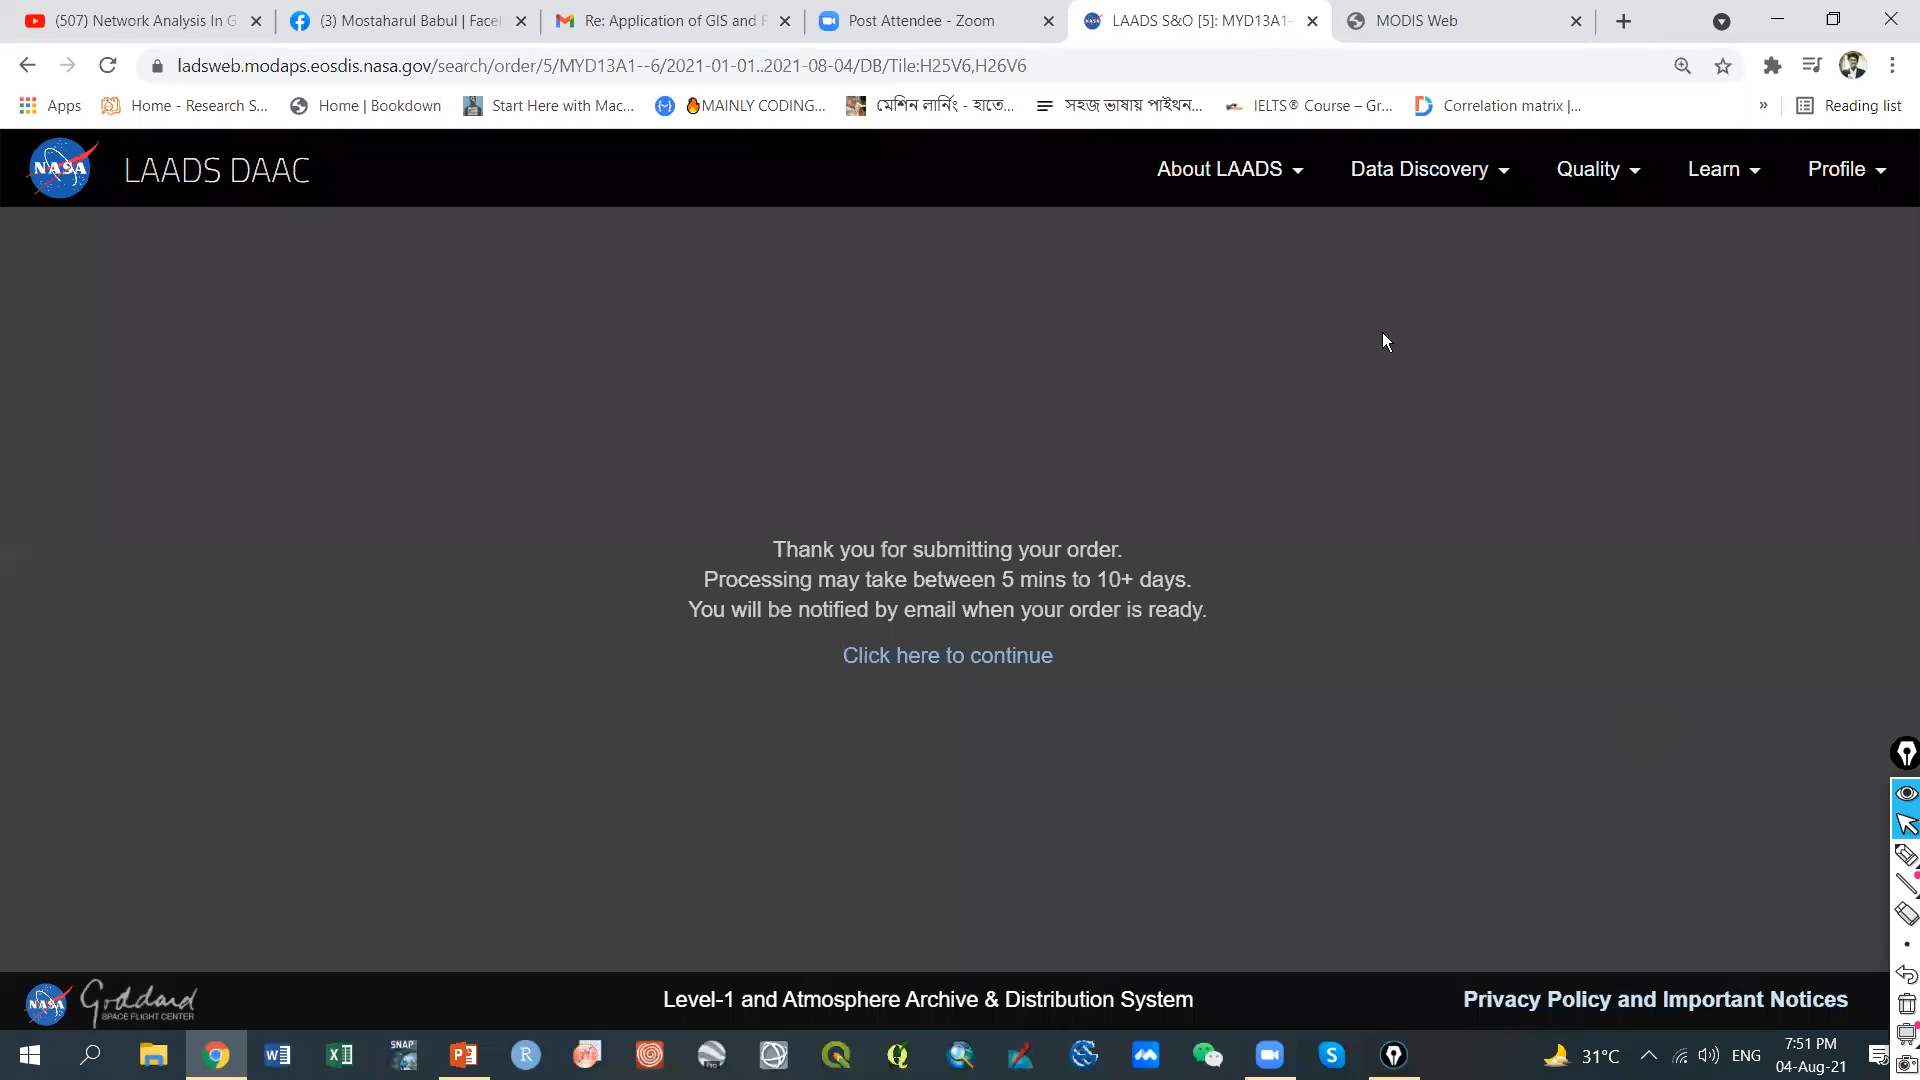 (507) Network Analysis In G
(3) Mostaharul Babul | Face
Re: Application of GIS and R
Post Attendee - Zoom
LAADS S&O [5]: MYD13A1-
MODIS Web
ladsweb.modaps.eosdis.nasa.gov/search/order/5/MYD13A1--6/2021-01-01..2021-08-04/DB/Tile:H25V6,H26V6
Apps
Home - Research S...
Home | Bookdown
Start Here with Mac...
MAINLY CODING...
মেশিন লার্নিং - হাতে...
সহজ ভাষায় পাইথন...
IELTS® Course – Gr...
Correlation matrix |...
»
Reading list
NASA
LAADS DAAC
About LAADS
Data Discovery
Quality
Learn
Profile
Thank you for submitting your order.
Processing may take between 5 mins to 10+ days.
You will be notified by email when your order is ready.
Click here to continue
NASA
Goddard
SPACE FLIGHT CENTER
Level-1 and Atmosphere Archive & Distribution System
Privacy Policy and Important Notices
SNAP
31°C
ENG
7:51 PM
04-Aug-21